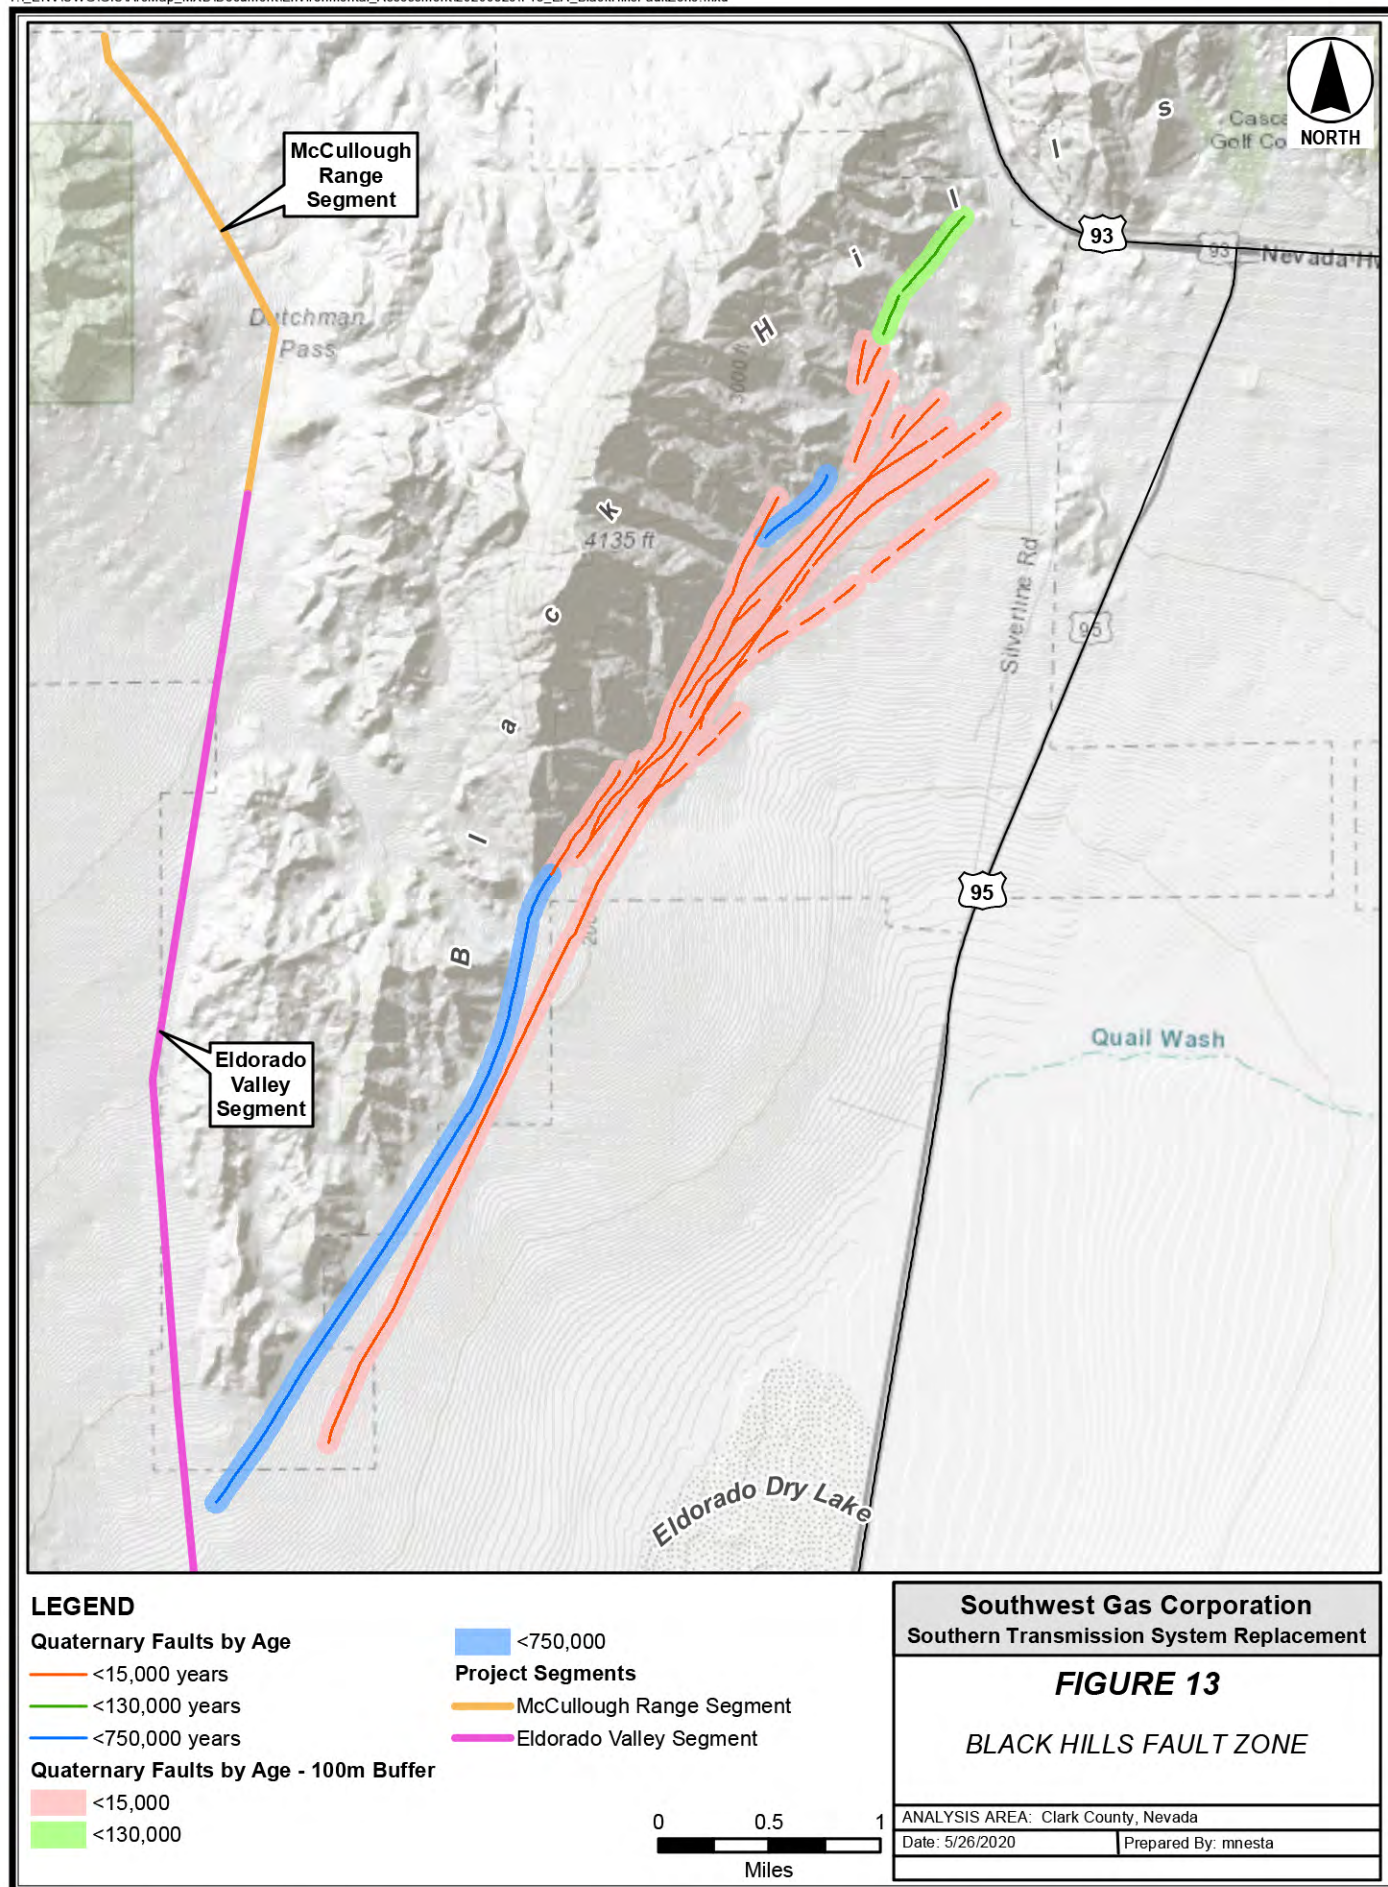 NORTH
Casca
Golf Co
McCullough
Range
Segment
93
93
Nevada H
Dutchman
Pass
3000 ft
4135 ft
B l a c k H i l l s
Silverline Rd
95
95
200
Quail Wash
Eldorado
Valley
Segment
Eldorado Dry Lake
LEGEND
Quaternary Faults by Age
<15,000 years
<130,000 years
<750,000 years
Quaternary Faults by Age - 100m Buffer
<15,000
<130,000
<750,000
Project Segments
McCullough Range Segment
Eldorado Valley Segment
0 0.5 1
Miles
Southwest Gas Corporation
Southern Transmission System Replacement
FIGURE 13
BLACK HILLS FAULT ZONE
ANALYSIS AREA: Clark County, Nevada
Date: 5/26/2020
Prepared By: mnesta